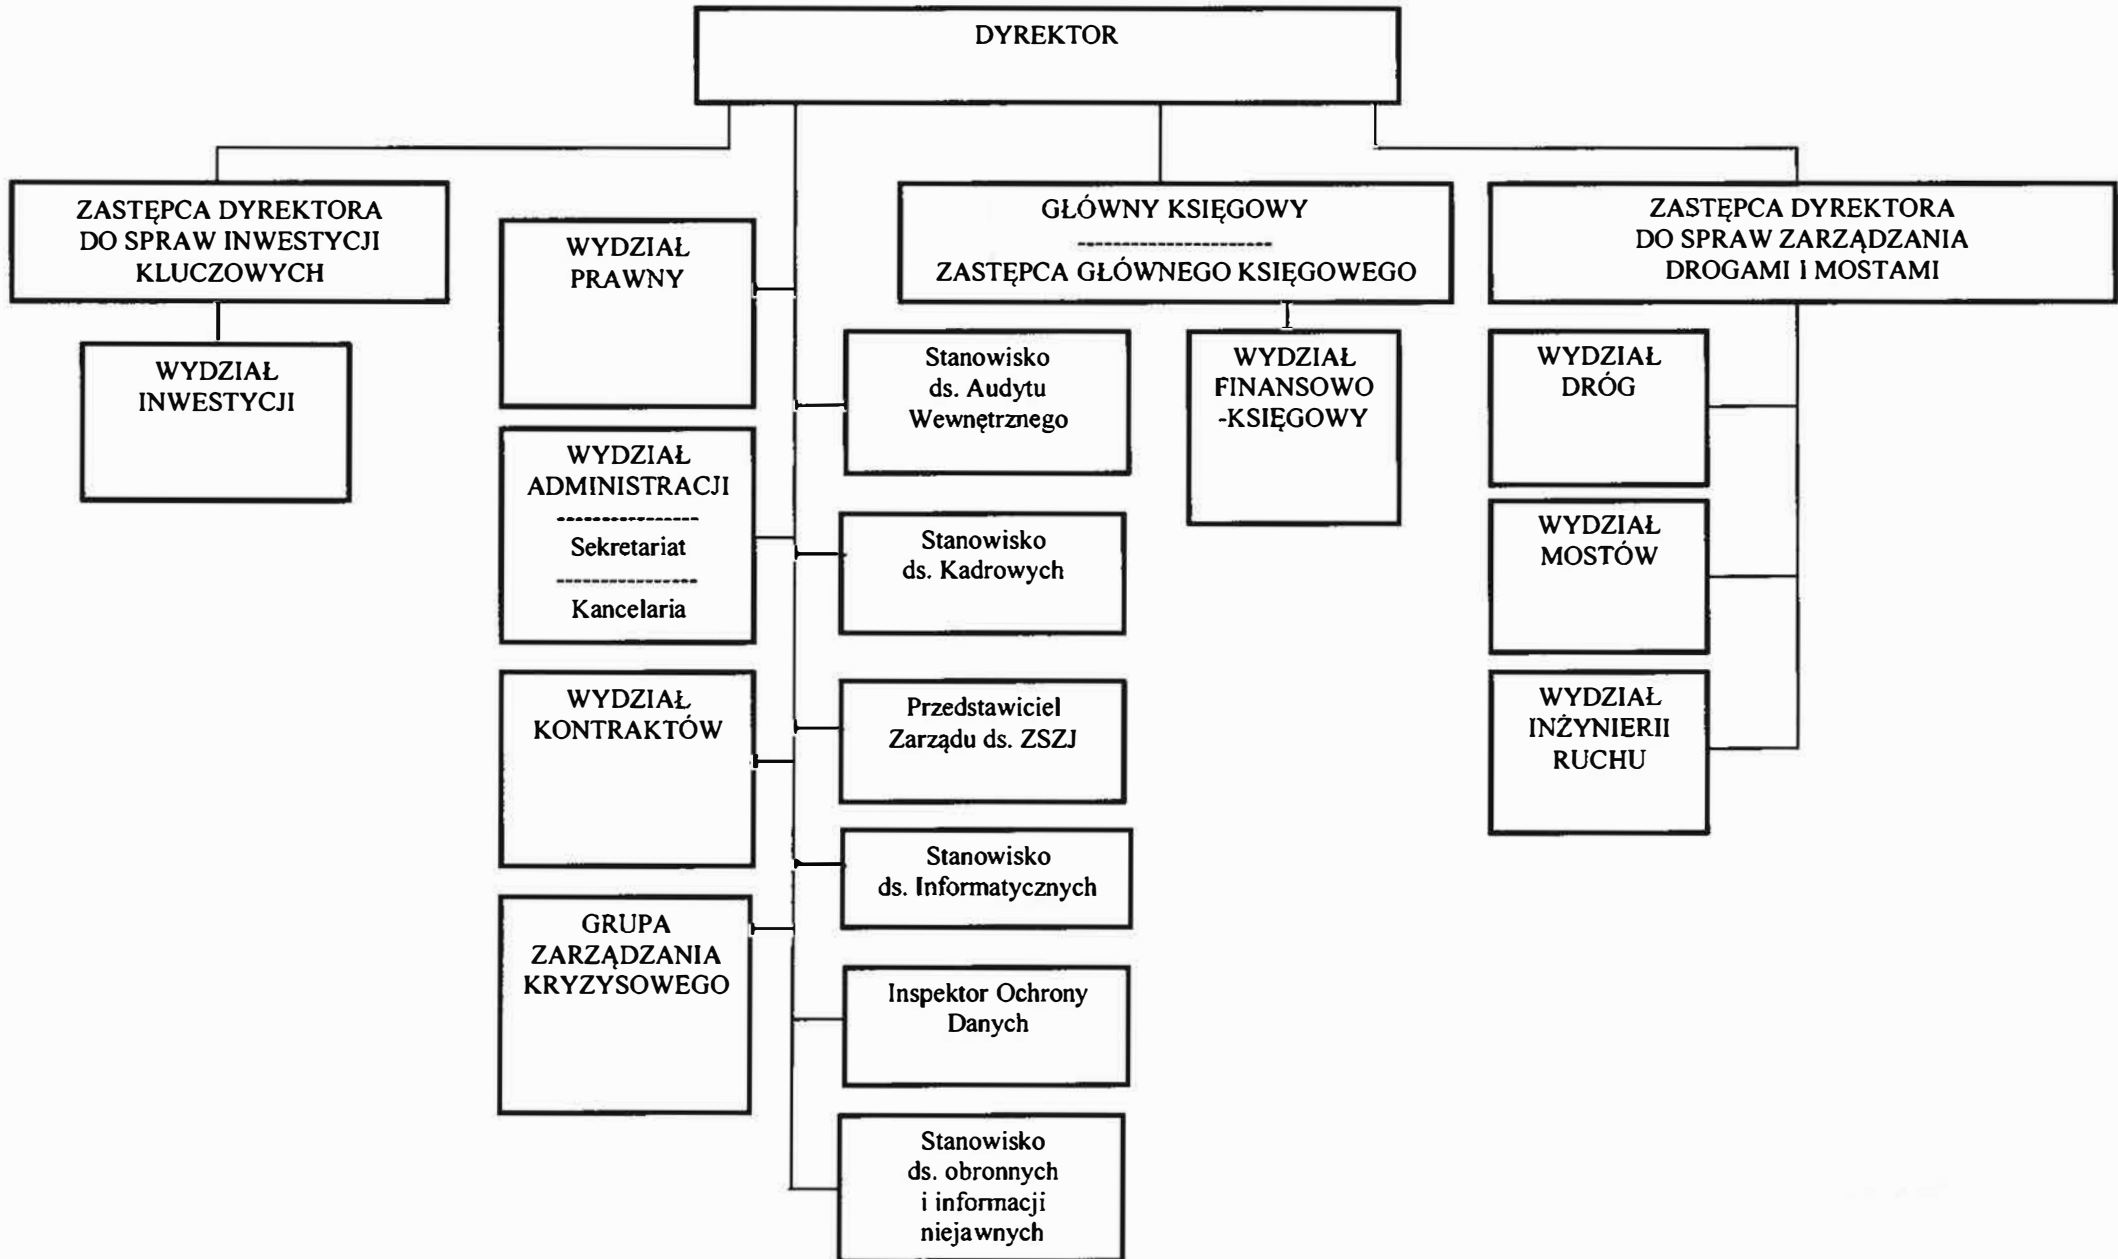 DYREKTOR
ZASTĘPCA DYREKTORA
DO SPRAW INWESTYCJI
KLUCZOWYCH
WYDZIAŁ
INWESTYCJI
WYDZIAŁ
PRAWNY
WYDZIAŁ
ADMINISTRACJI
---------------
Sekretariat
---------------
Kancelaria
WYDZIAŁ
KONTRAKTÓW
GRUPA
ZARZĄDZANIA
KRYZYSOWEGO
GŁÓWNY KSIĘGOWY
---------------------
ZASTĘPCA GŁÓWNEGO KSIĘGOWEGO
Stanowisko
ds. Audytu
Wewnętrznego
Stanowisko
ds. Kadrowych
Przedstawiciel
Zarządu ds. ZSZJ
Stanowisko
ds. Informatycznych
Inspektor Ochrony
Danych
Stanowisko
ds. obronnych
i informacji
niejawnych
WYDZIAŁ
FINANSOWO
-KSIĘGOWY
ZASTĘPCA DYREKTORA
DO SPRAW ZARZĄDZANIA
DROGAMI I MOSTAMI
WYDZIAŁ
DRÓG
WYDZIAŁ
MOSTÓW
WYDZIAŁ
INŻYNIERII
RUCHU